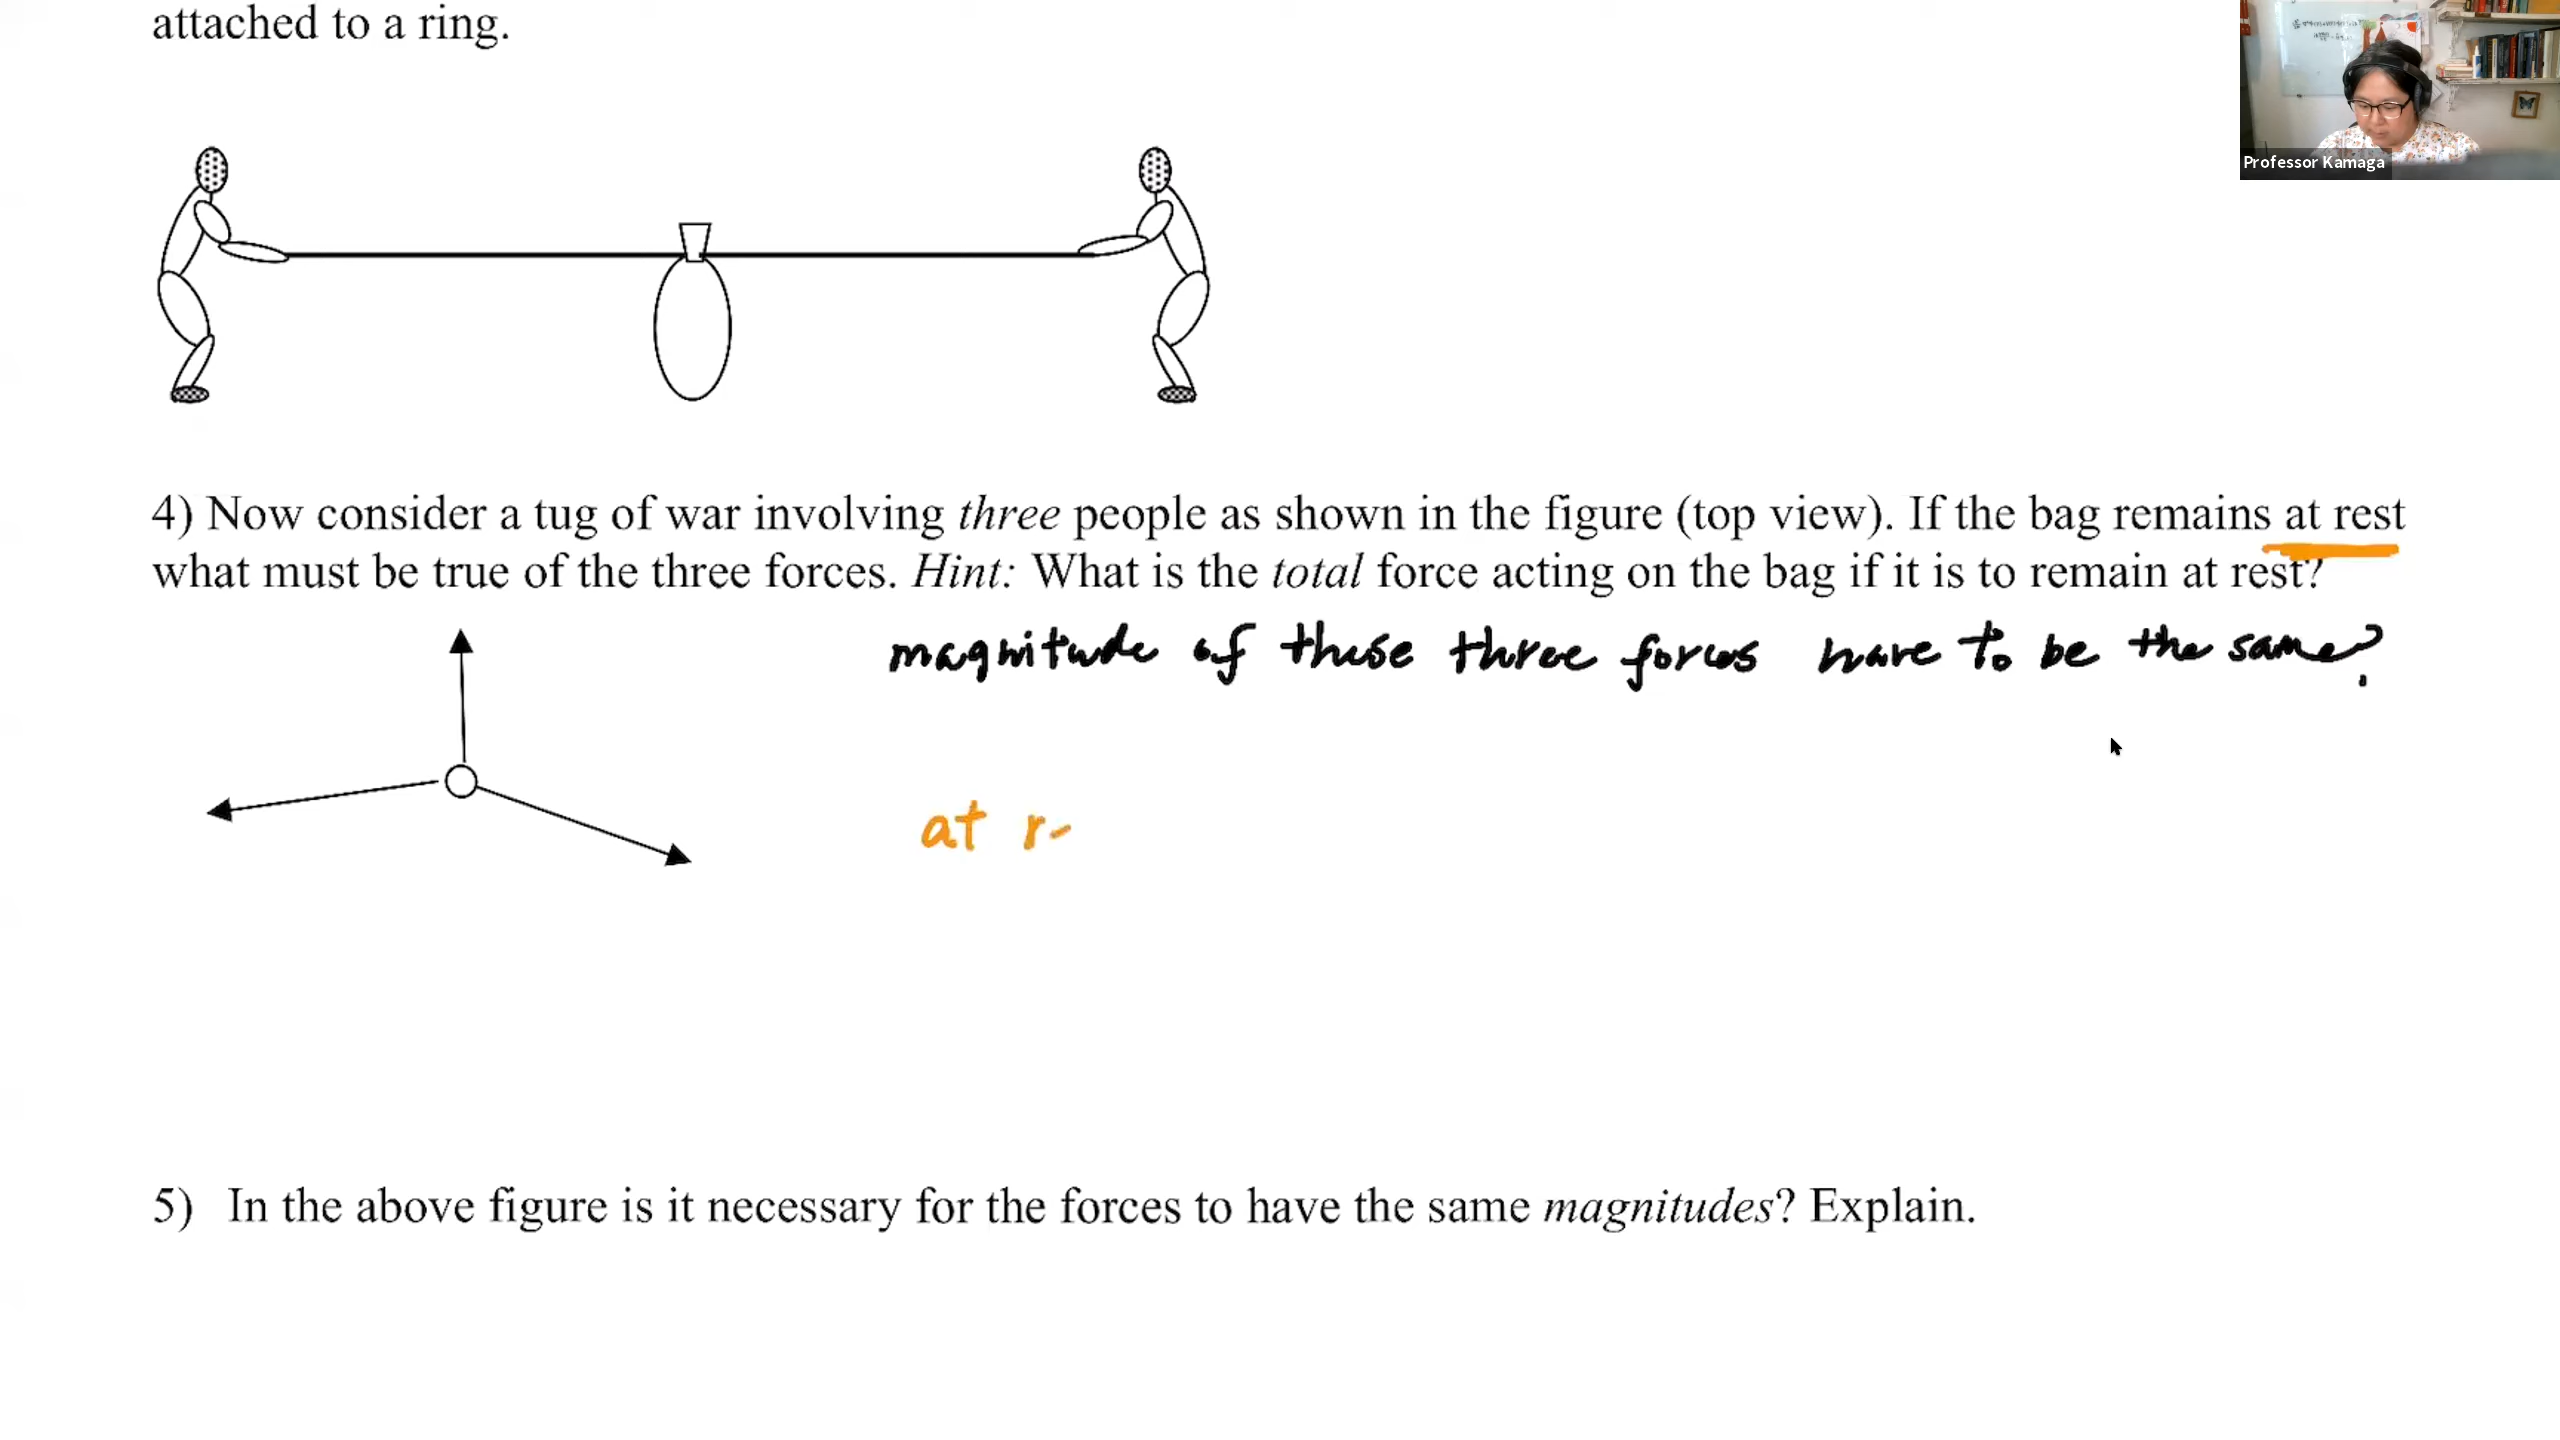 attached to a ring.
Professor Kamaga
4) Now consider a tug of war involving three people as shown in the figure (top view). If the bag remains at rest
what must be true of the three forces. Hint: What is the total force acting on the bag if it is to remain at rest?
magnitude of these three forces have to be the same?
at r
5) In the above figure is it necessary for the forces to have the same magnitudes? Explain.